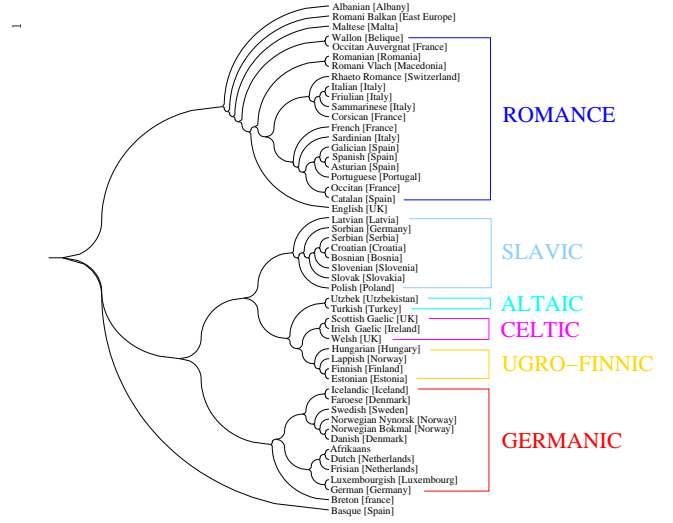 1
Albanian [Albany]
Romani Balkan [East Europe]
Maltese [Malta]
Wallon [Belique]
Occitan Auvergnat [France]
Romanian [Romania]
Romani Vlach [Macedonia]
Rhaeto Romance [Switzerland]
Italian [Italy]
Friulian [Italy]
Sammarinese [Italy]
Corsican [France]
French [France]
Sardinian [Italy]
Galician [Spain]
Spanish [Spain]
Asturian [Spain]
Portuguese [Portugal]
Occitan [France]
Catalan [Spain]
ROMANCE
English [UK]
Latvian [Latvia]
Sorbian [Germany]
Serbian [Serbia]
Croatian [Croatia]
Bosnian [Bosnia]
Slovenian [Slovenia]
Slovak [Slovakia]
Polish [Poland]
SLAVIC
Utzbek [Utzbekistan]
Turkish [Turkey]
ALTAIC
Scottish Gaelic [UK]
Irish Gaelic [Ireland]
Welsh [UK]
CELTIC
Hungarian [Hungary]
Lappish [Norway]
Finnish [Finland]
Estonian [Estonia]
UGRO−FINNIC
Icelandic [Iceland]
Faroese [Denmark]
Swedish [Sweden]
Norwegian Nynorsk [Norway]
Norwegian Bokmal [Norway]
Danish [Denmark]
Afrikaans
Dutch [Netherlands]
Frisian [Netherlands]
Luxembourgish [Luxembourg]
German [Germany]
GERMANIC
Breton [france]
Basque [Spain]